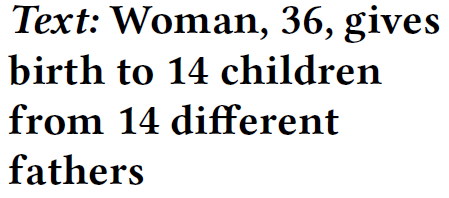 Text: Woman, 36, gives
birth to 14 children
from 14 different
fathers